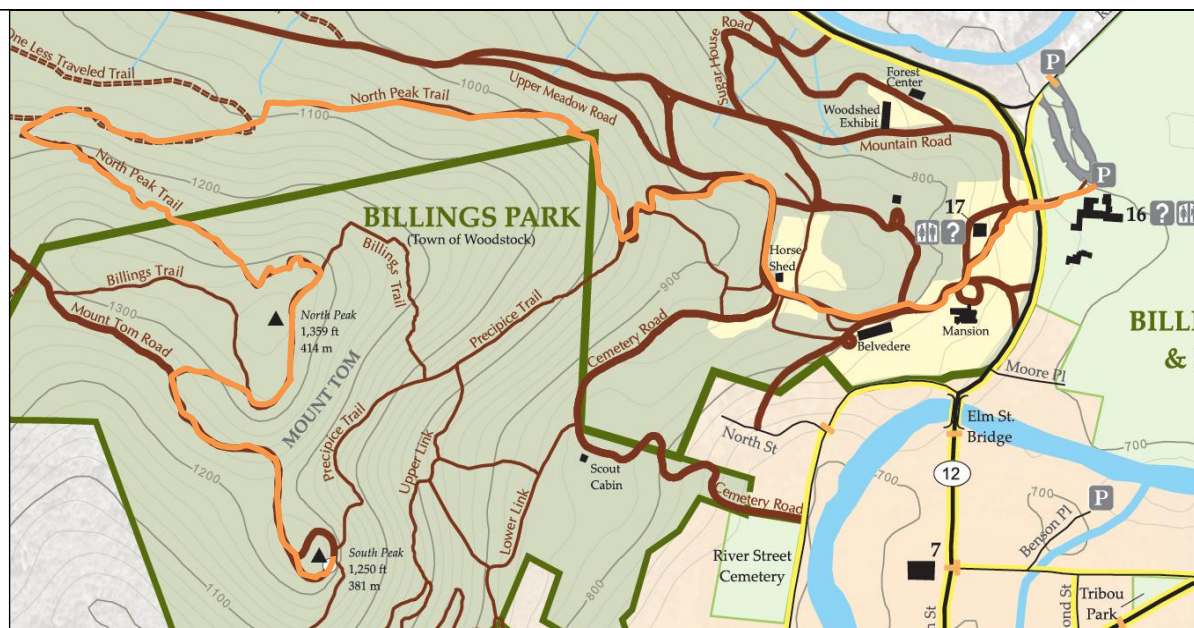 One Less Traveled Trail
North Peak Trail
1100
1000
Upper Meadow Road
Sugar House Road
Forest
Center
Woodshed
Exhibit
Mountain Road
P
P
North Peak Trail
1200
800
17
?
16 ?
BILLINGS PARK
(Town of Woodstock)
Billings Trail
Billings Trail
1300
North Peak
1,359 ft
414 m
Mount Tom Road
MOUNT TOM
Precipice Trail
900
Horse
Shed
Cemetery Road
Belvedere
Mansion
BILLI
&
Moore Pl
Elm St.
Bridge
700
North St
Precipice Trail
Upper Link
Lower Link
Scout
Cabin
Cemetery Road
12
700
700
P
Benson Pl
1200
South Peak
1,250 ft
381 m
1100
800
River Street
Cemetery
7
Tribou
Park
ond St
St